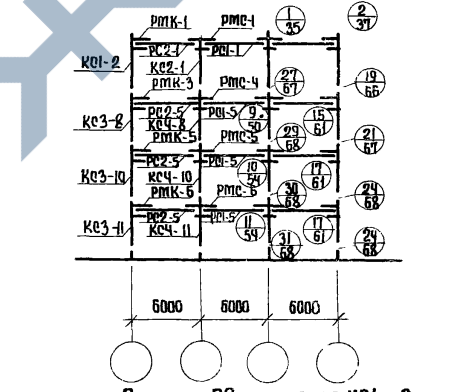 РМК-1 РМС-1 1/35 2/37
РС2-1 РС1-1
КС1-2 КС2-1
РМК-3 РМС-4 27/67 19/66
РС2-5 РС1-5 9/50 15/61
КС3-8 КС4-8
РМК-5 РМС-5 29/68 21/67
РС2-5 РС1-5 10/54 17/61
КС3-10 КС4-10
РМК-6 РМС-6 30/68 24/68
РС2-5 РС1-5 11/54 17/61
КС3-11 КС4-11 31/68 24/68
6000 6000 6000